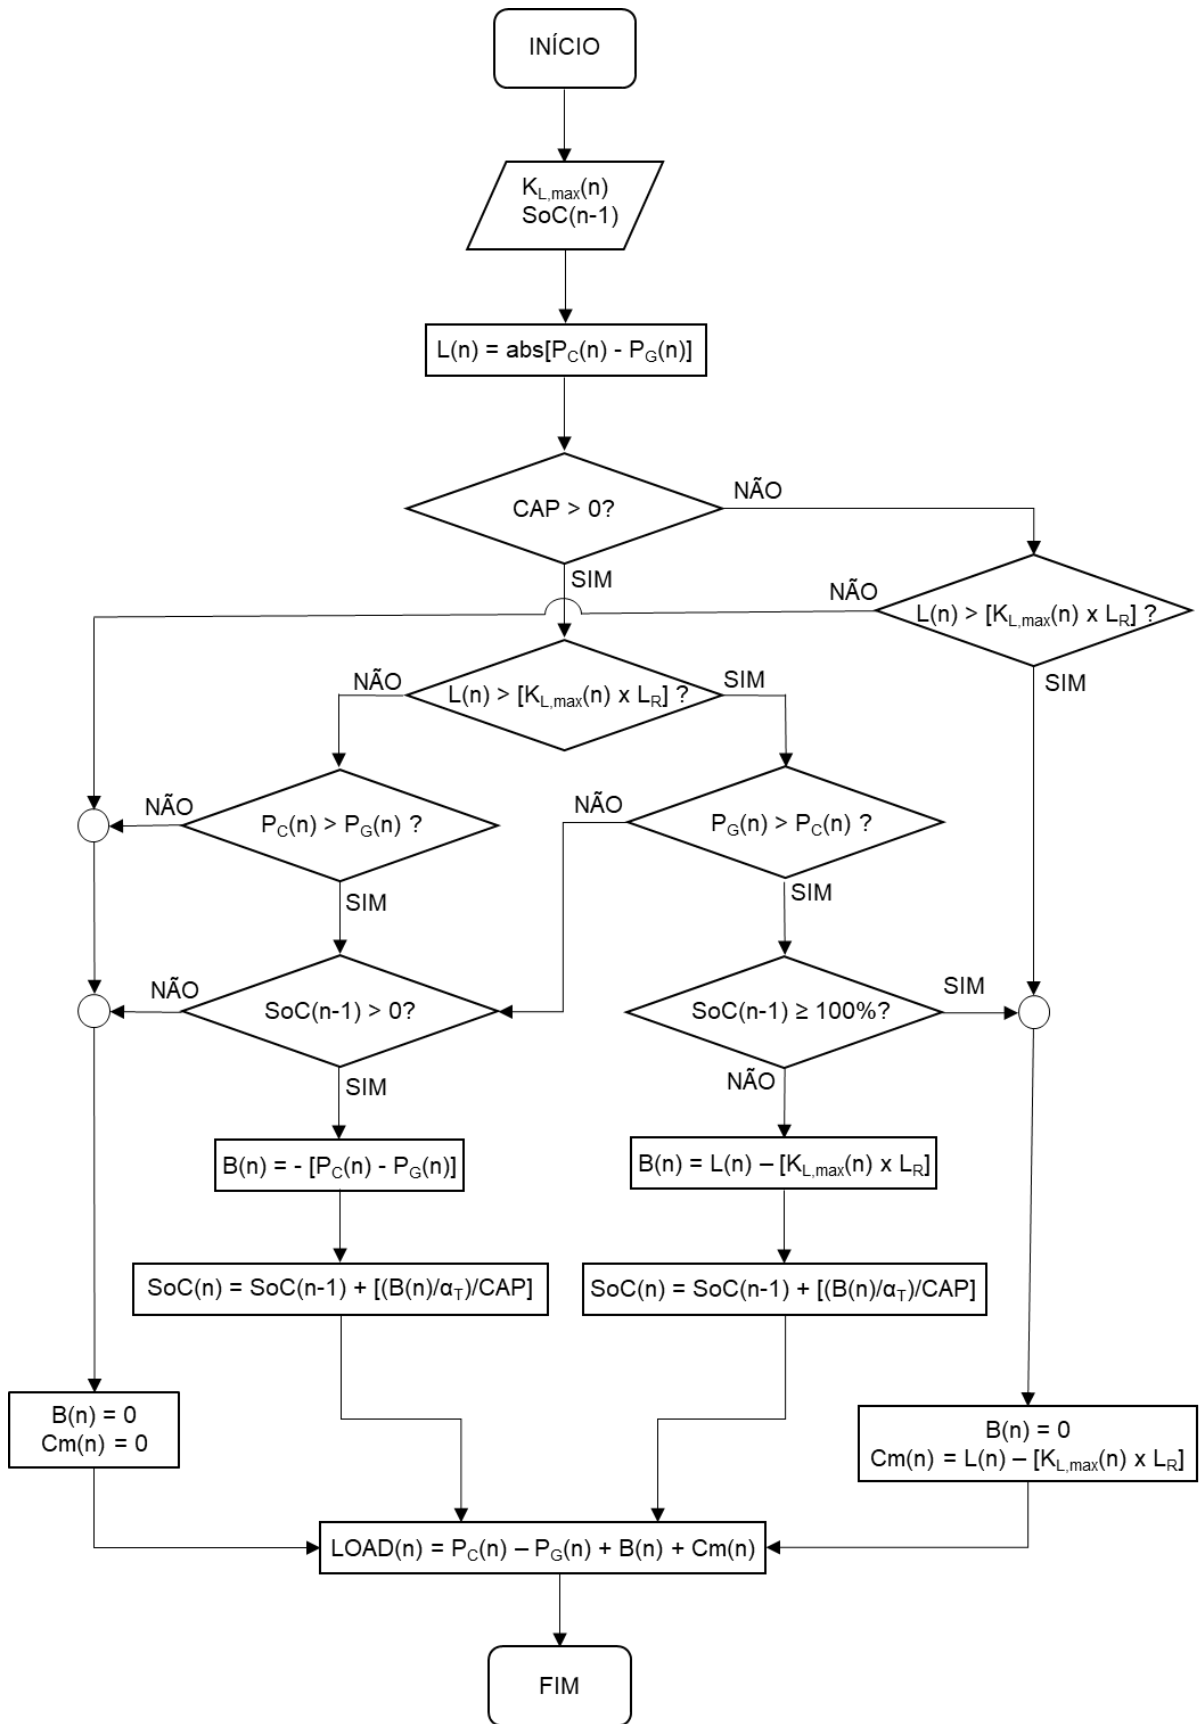 INÍCIO
K_L,max(n)
SoC(n-1)
L(n) = abs[P_C(n) - P_G(n)]
CAP > 0?
NÃO
SIM
NÃO
L(n) > [K_L,max(n) x L_R] ?
SIM
NÃO
L(n) > [K_L,max(n) x L_R] ?
SIM
NÃO
P_C(n) > P_G(n) ?
SIM
NÃO
P_G(n) > P_C(n) ?
SIM
NÃO
SoC(n-1) > 0?
SIM
SoC(n-1) ≥ 100%?
SIM
NÃO
B(n) = - [P_C(n) - P_G(n)]
B(n) = L(n) – [K_L,max(n) x L_R]
SoC(n) = SoC(n-1) + [(B(n)/α_T)/CAP]
SoC(n) = SoC(n-1) + [(B(n)/α_T)/CAP]
B(n) = 0
Cm(n) = 0
B(n) = 0
Cm(n) = L(n) – [K_L,max(n) x L_R]
LOAD(n) = P_C(n) – P_G(n) + B(n) + Cm(n)
FIM